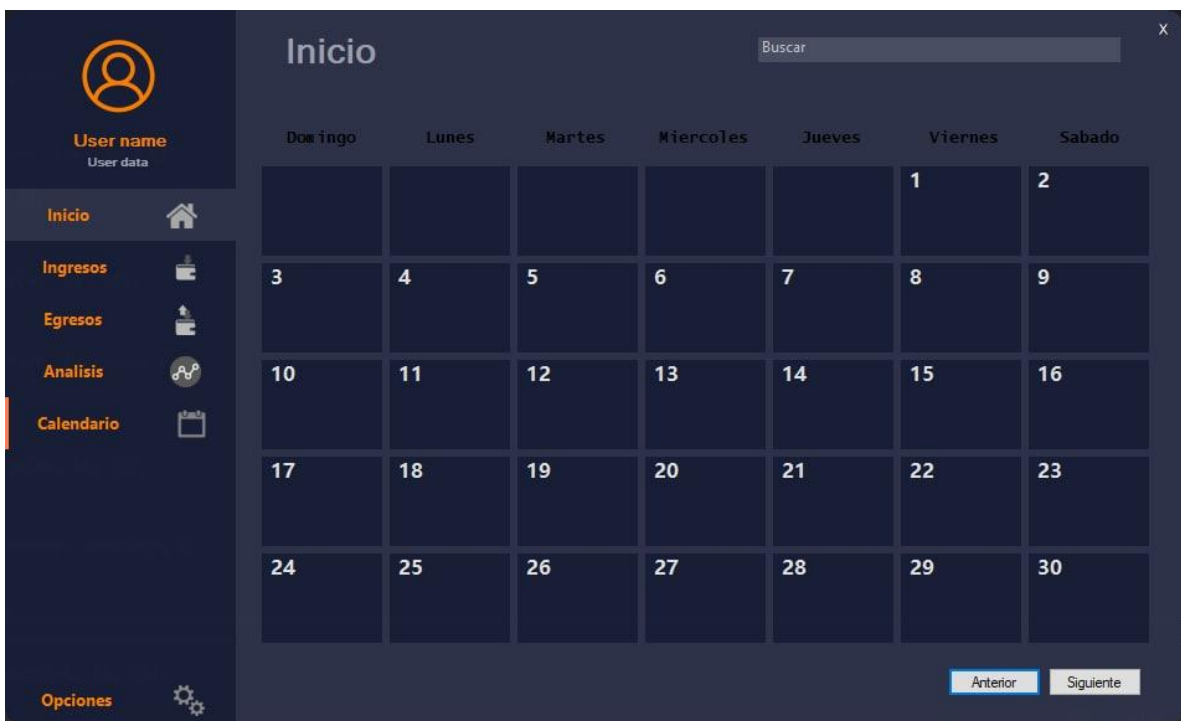 User name
User data
Inicio
Ingresos
Egresos
Analisis
Calendario
Opciones
Inicio
Buscar
X
Domingo Lunes Martes Miercoles Jueves Viernes Sabado
1 2
3 4 5 6 7 8 9
10 11 12 13 14 15 16
17 18 19 20 21 22 23
24 25 26 27 28 29 30
Anterior Siguiente